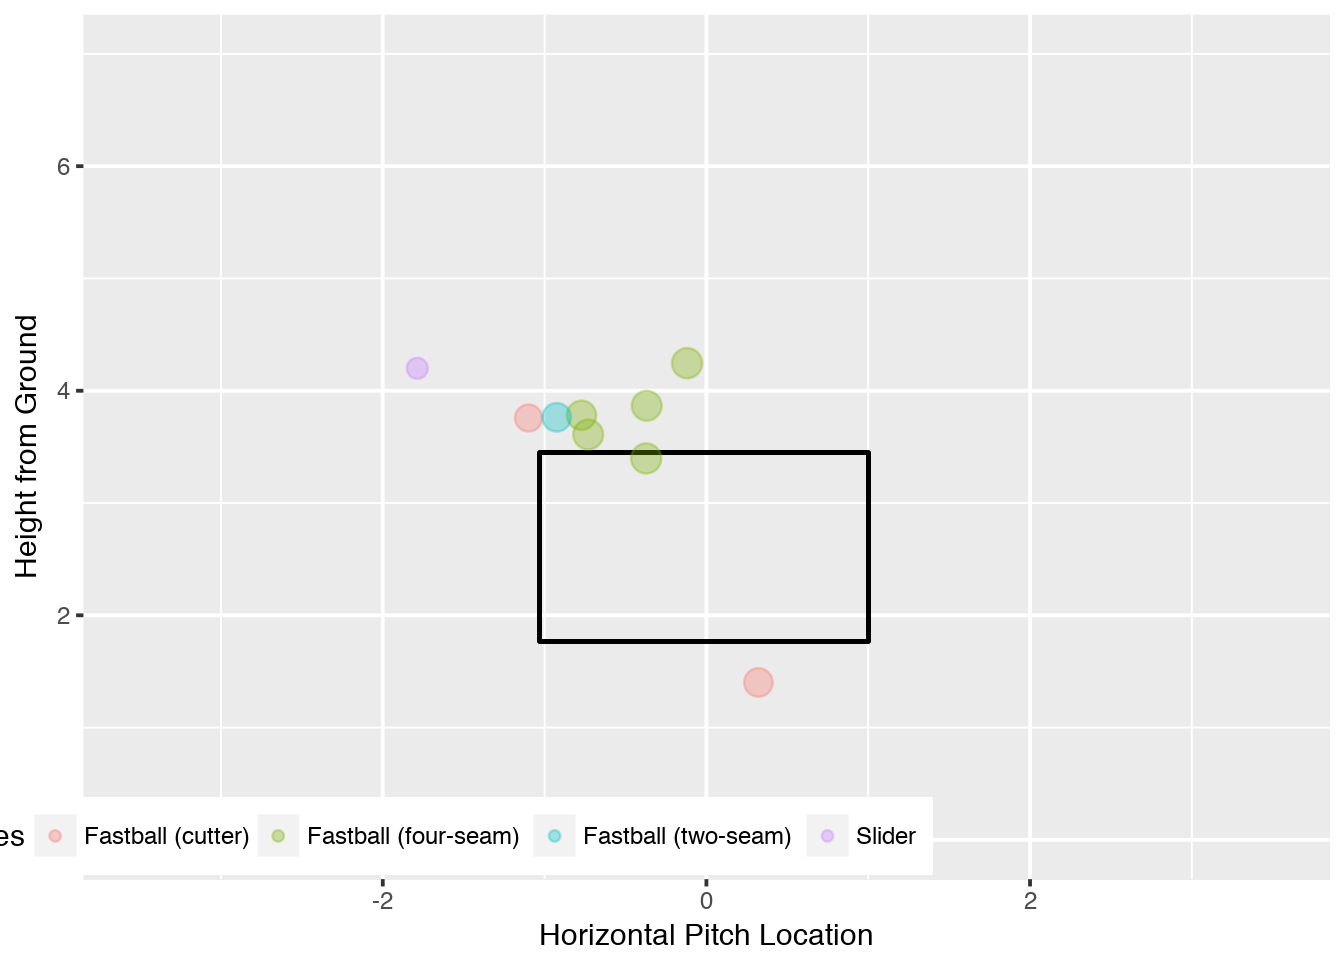 Height from Ground
6
4
2
es Fastball (cutter) Fastball (four-seam) Fastball (two-seam) Slider
-2 0 2
Horizontal Pitch Location